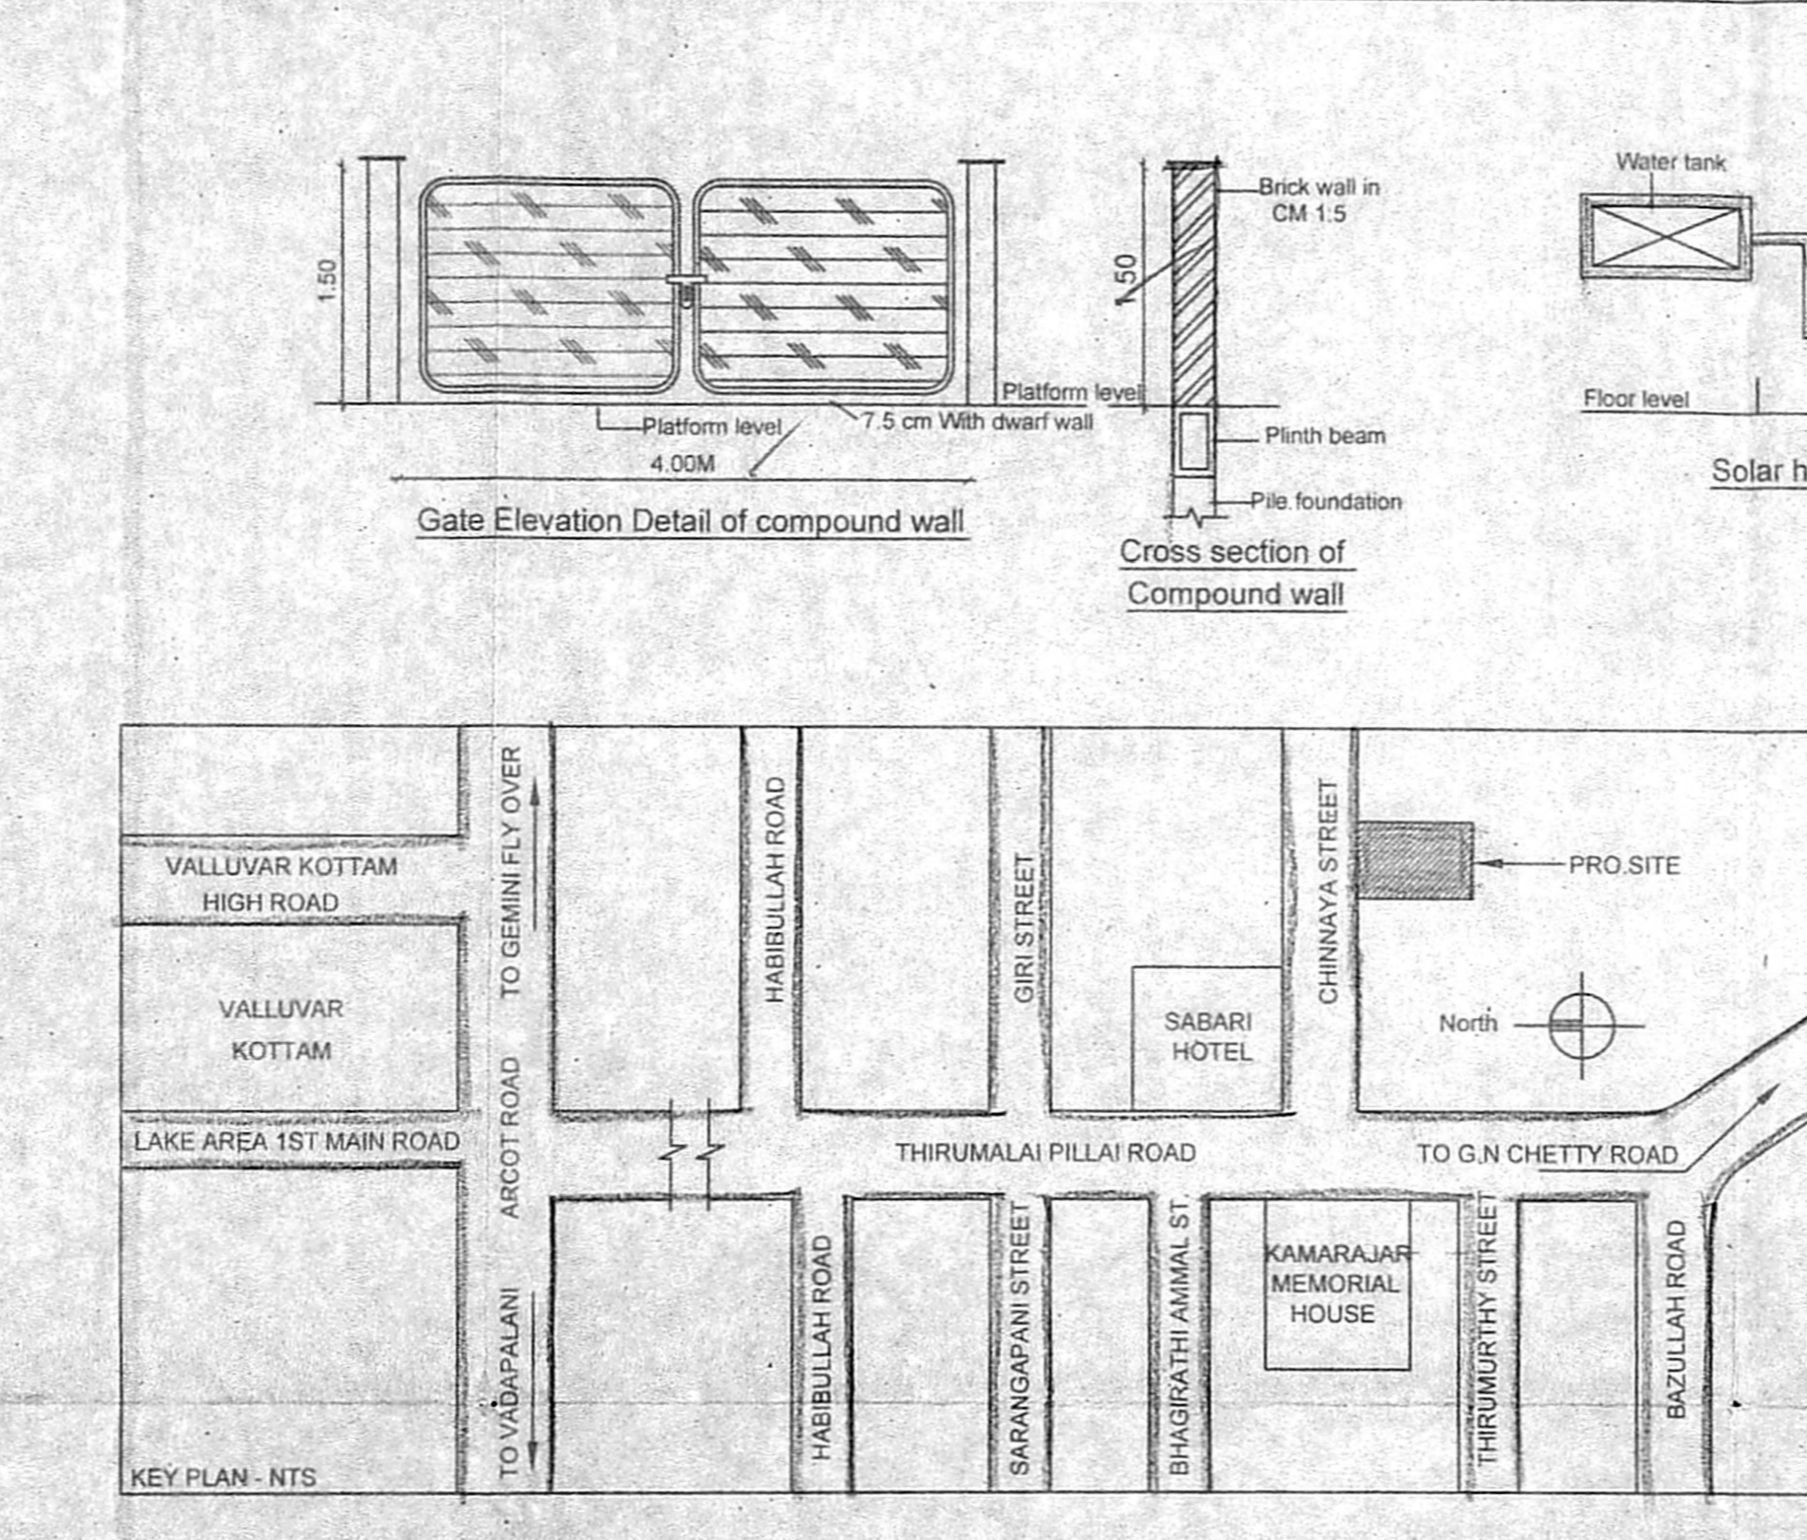 Water tank
Brick wall in
CM 1:5
1.50
1.50
Platform level
Floor level
Platform level
7.5 cm With dwarf wall
Plinth beam
4.00M
Solar h
Pile foundation
Gate Elevation Detail of compound wall
Cross section of
Compound wall
TO GEMINI FLY OVER
HABIBULLAH ROAD
GIRI STREET
CHINNAYA STREET
PRO.SITE
VALLUVAR KOTTAM
HIGH ROAD
VALLUVAR
KOTTAM
SABARI
HOTEL
North
ARCOT ROAD
LAKE AREA 1ST MAIN ROAD
THIRUMALAI PILLAI ROAD
TO G.N CHETTY ROAD
TO VADAPALANI
HABIBULLAH ROAD
SARANGAPANI STREET
BHAGIRATHI AMMAL ST.
KAMARAJAR
MEMORIAL
HOUSE
THIRUMURTHY STREET
BAZULLAH ROAD
KEY PLAN - NTS